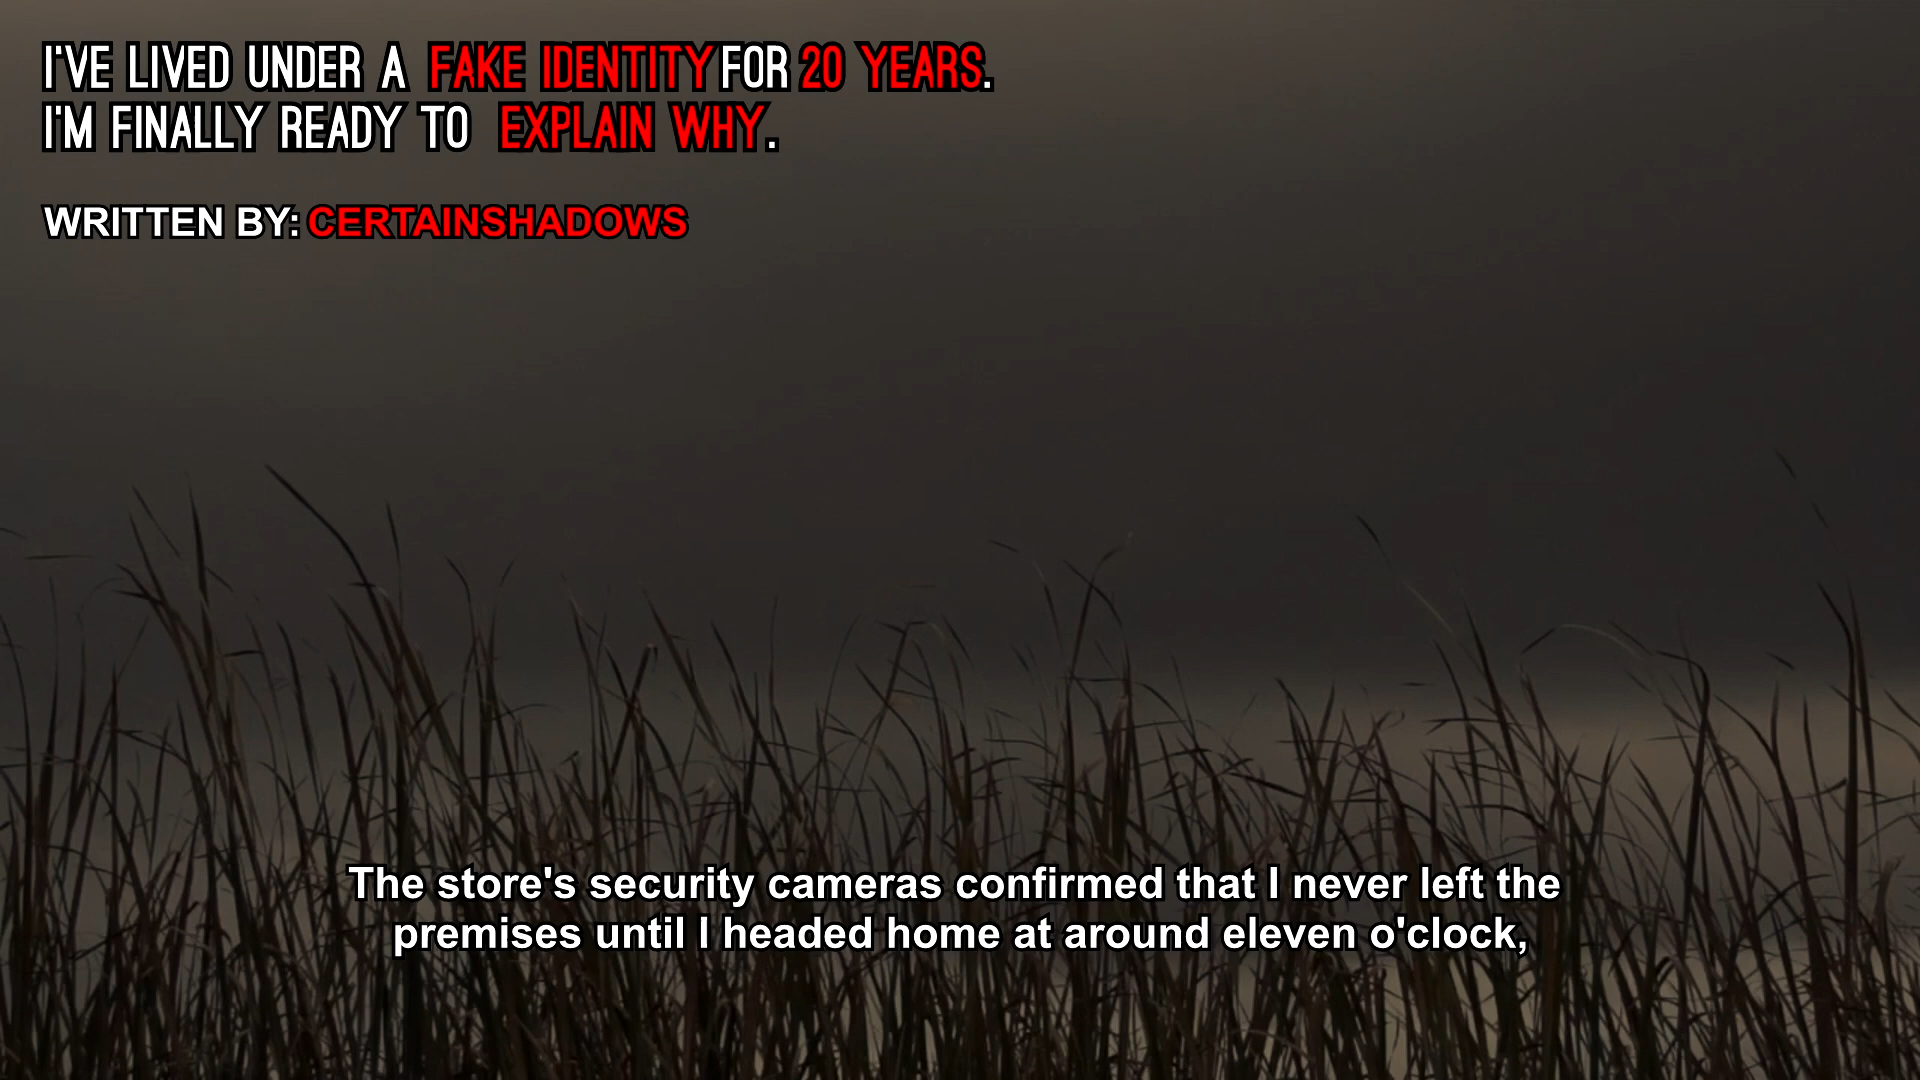 I'VE LIVED UNDER A FAKE IDENTITY FOR 20 YEARS.
I'M FINALLY READY TO EXPLAIN WHY.
WRITTEN BY: CERTAINSHADOWS
The store's security cameras confirmed that I never left the
premises until I headed home at around eleven o'clock,